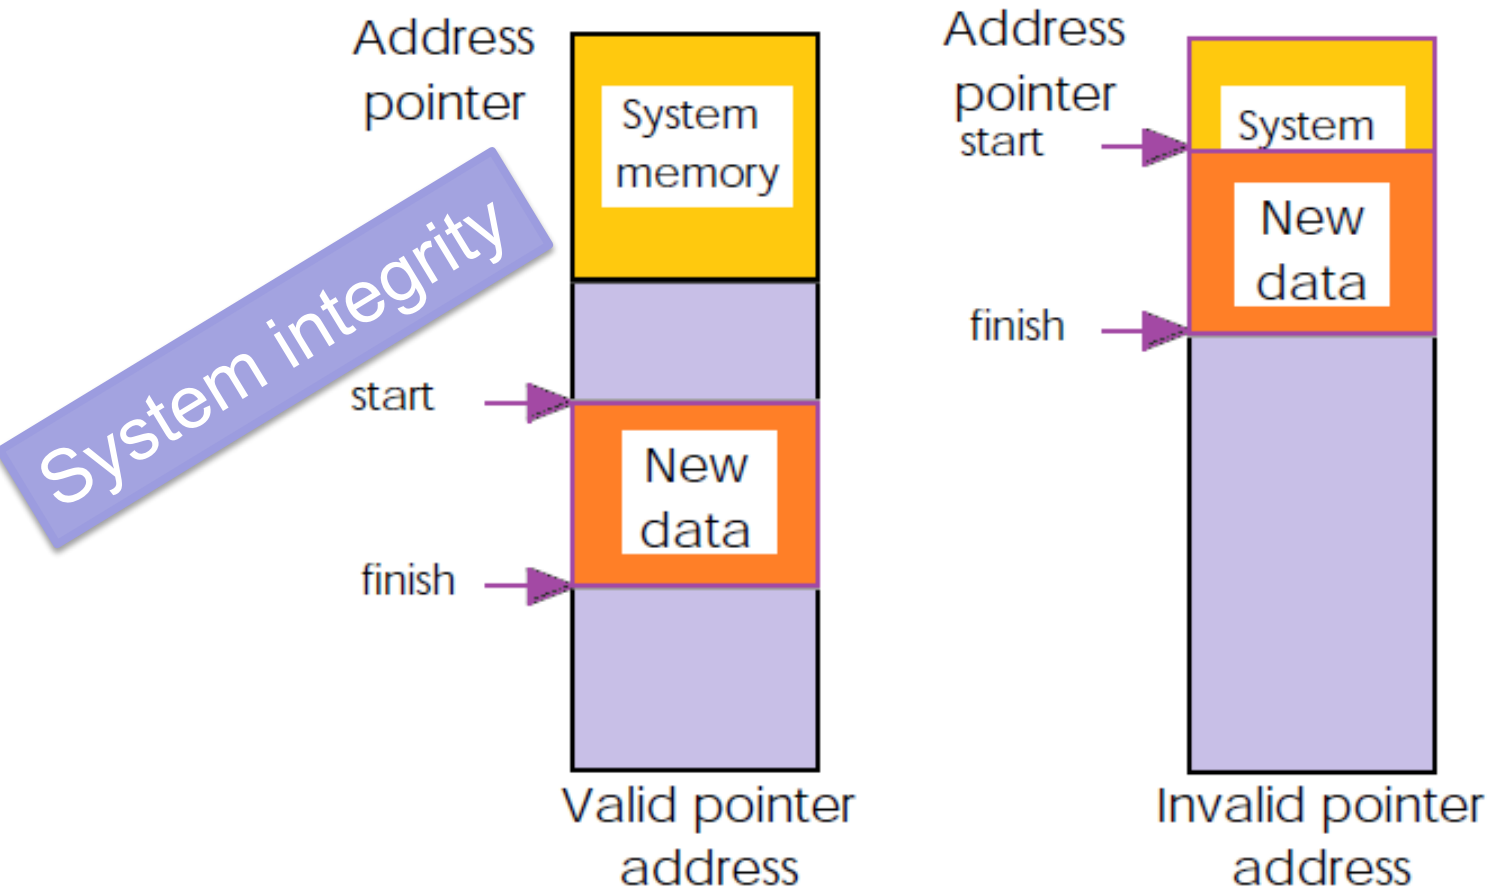 Address
pointer
System
memory
System integrity
start
New
data
finish
Valid pointer
address
Address
pointer
start
System
New
data
finish
Invalid pointer
address